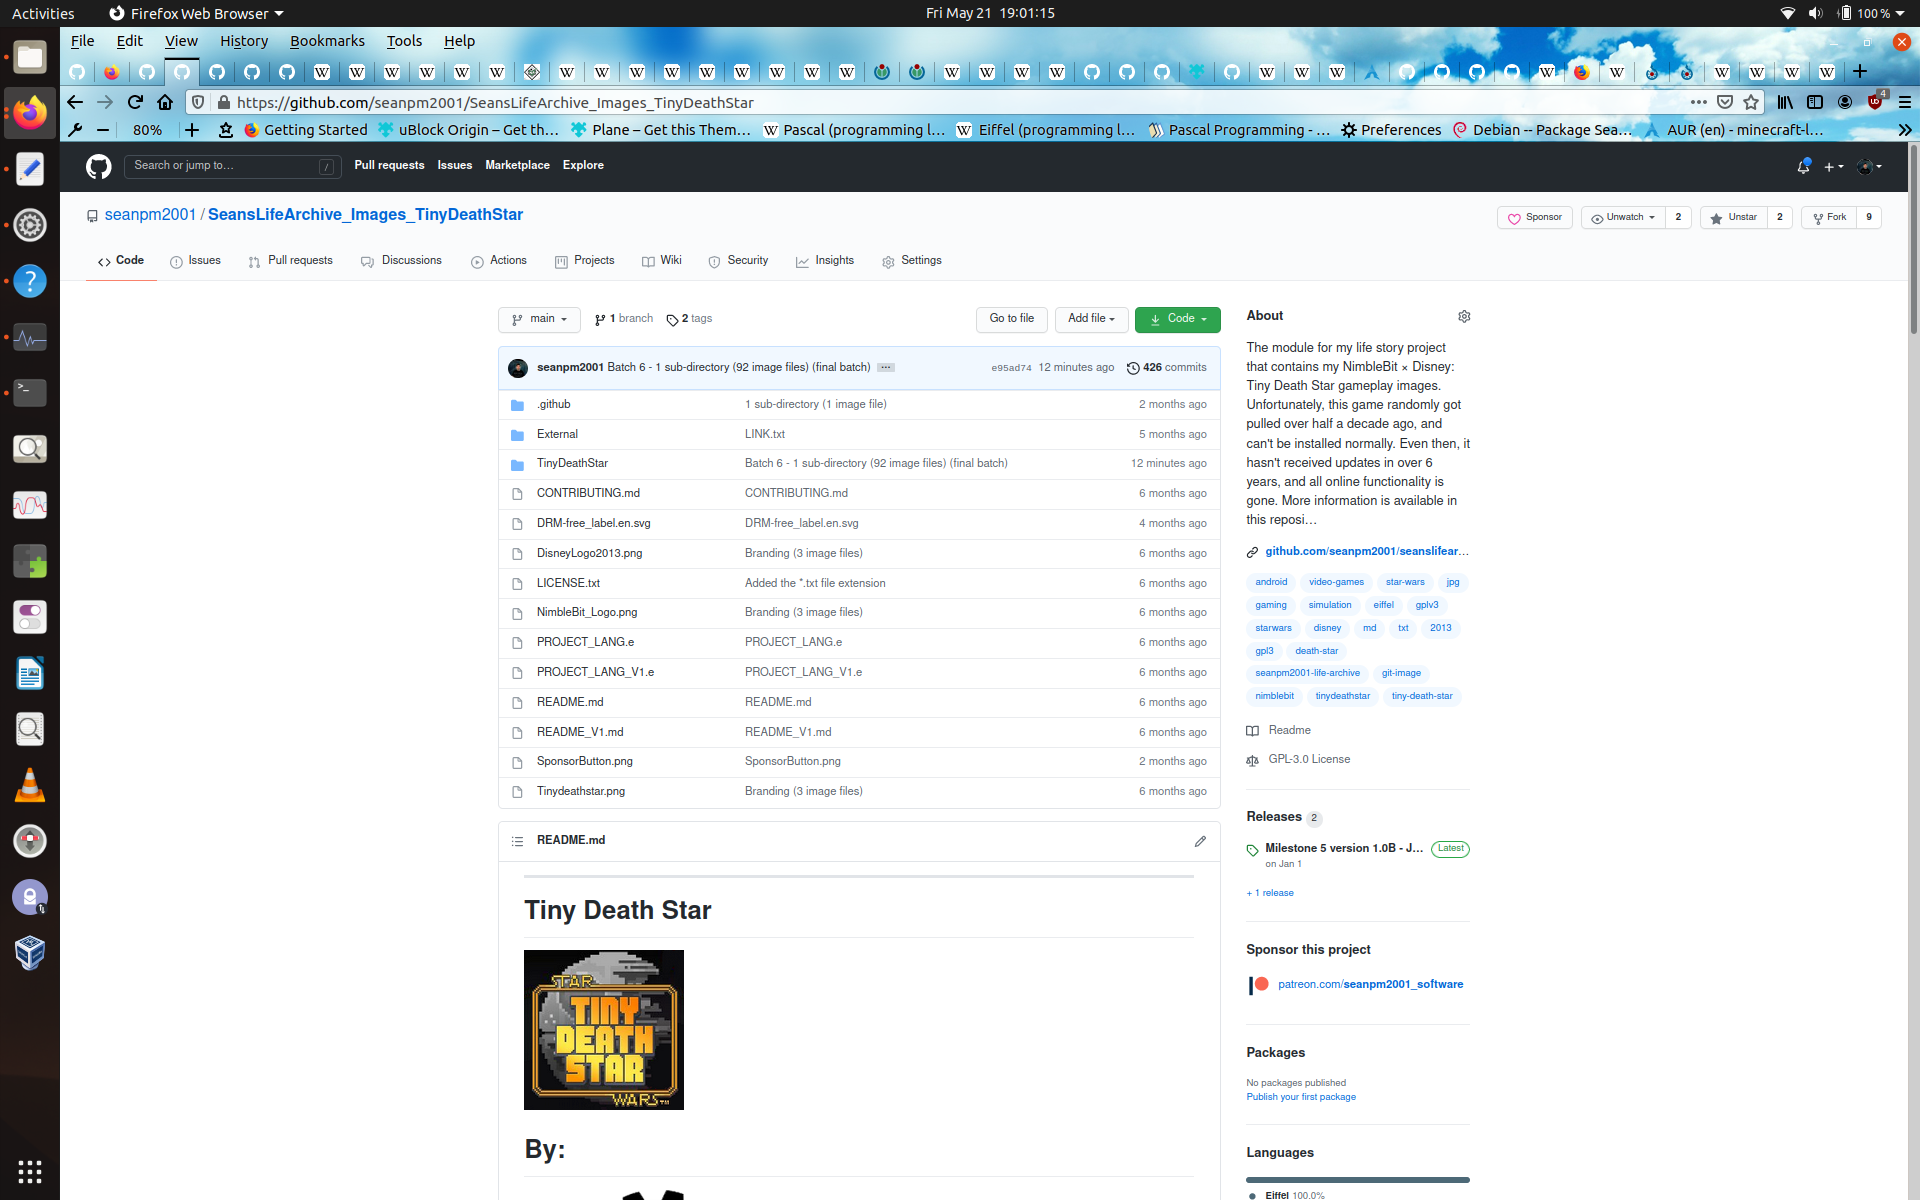 Activities
Firefox Web Browser
Fri May 21 19:01:15
100 %
File Edit View History Bookmarks Tools Help
https://github.com/seanpm2001/SeansLifeArchive_Images_TinyDeathStar
4
80%
Getting Started
uBlock Origin – Get th…
Plane – Get this Them…
Pascal (programming l…
Eiffel (programming l…
Pascal Programming - …
Preferences
Debian -- Package Sea…
AUR (en) - minecraft-l…
Search or jump to…
/
Pull requests Issues Marketplace Explore
seanpm2001 / SeansLifeArchive_Images_TinyDeathStar
Sponsor
Unwatch 2
Unstar 2
Fork 9
Code Issues Pull requests Discussions Actions Projects Wiki Security Insights Settings
main
1 branch
2 tags
Go to file
Add file
Code
seanpm2001 Batch 6 - 1 sub-directory (92 image files) (final batch) …
e95ad74 12 minutes ago 426 commits
.github 1 sub-directory (1 image file) 2 months ago
External LINK.txt 5 months ago
TinyDeathStar Batch 6 - 1 sub-directory (92 image files) (final batch) 12 minutes ago
CONTRIBUTING.md CONTRIBUTING.md 6 months ago
DRM-free_label.en.svg DRM-free_label.en.svg 4 months ago
DisneyLogo2013.png Branding (3 image files) 6 months ago
LICENSE.txt Added the *.txt file extension 6 months ago
NimbleBit_Logo.png Branding (3 image files) 6 months ago
PROJECT_LANG.e PROJECT_LANG.e 6 months ago
PROJECT_LANG_V1.e PROJECT_LANG_V1.e 6 months ago
README.md README.md 6 months ago
README_V1.md README_V1.md 6 months ago
SponsorButton.png SponsorButton.png 2 months ago
Tinydeathstar.png Branding (3 image files) 6 months ago
README.md
Tiny Death Star
STAR
TINY
DEATH
STAR
WARS™
By:
About
The module for my life story project
that contains my NimbleBit × Disney:
Tiny Death Star gameplay images.
Unfortunately, this game randomly got
pulled over half a decade ago, and
can't be installed normally. Even then, it
hasn't received updates in over 6
years, and all online functionality is
gone. More information is available in
this reposi…
github.com/seanpm2001/seanslifear…
android video-games star-wars jpg
gaming simulation eiffel gplv3
starwars disney md txt 2013
gpl3 death-star
seanpm2001-life-archive git-image
nimblebit tinydeathstar tiny-death-star
Readme
GPL-3.0 License
Releases 2
Milestone 5 version 1.0B - J… Latest
on Jan 1
+ 1 release
Sponsor this project
patreon.com/seanpm2001_software
Packages
No packages published
Publish your first package
Languages
Eiffel 100.0%